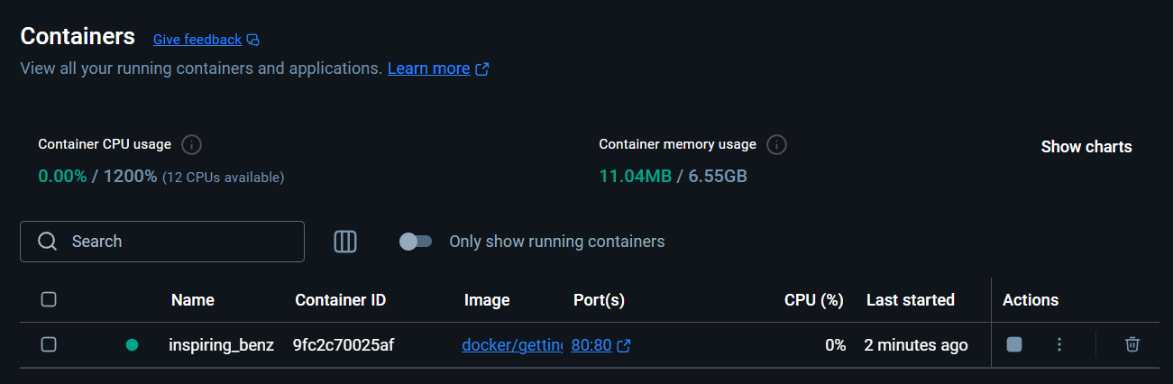 Containers Give feedback
View all your running containers and applications. Learn more
Container CPU usage
0.00% / 1200% (12 CPUs available)
Container memory usage
11.04MB / 6.55GB
Show charts
Search
Only show running containers
Name Container ID Image Port(s) CPU (%) Last started Actions
inspiring_benz 9fc2c70025af docker/gettin 80:80 0% 2 minutes ago